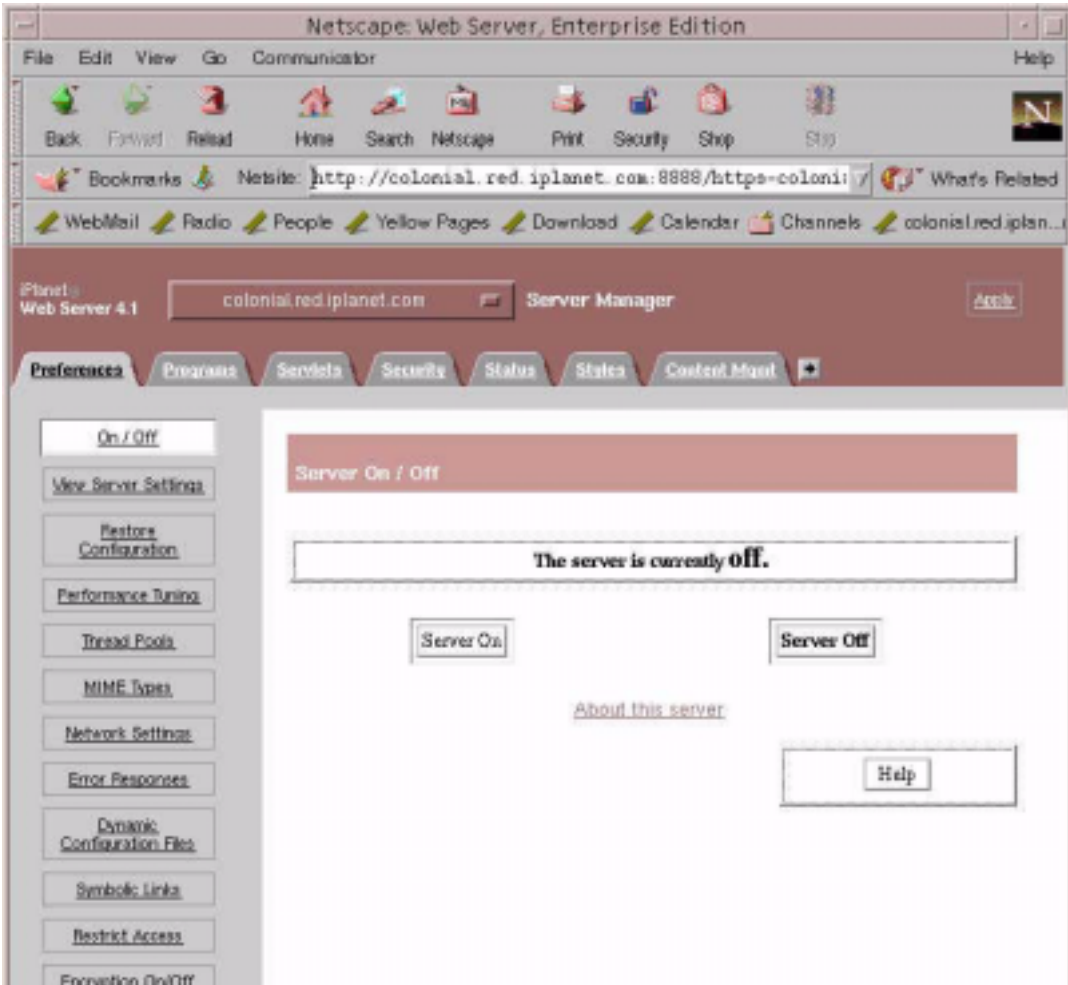 Netscape: Web Server, Enterprise Edition
File Edit View Go Communicator Help
Back Forward Reload Home Search Netscape Print Security Shop Stop
Bookmarks Netsite: http://colonial.red.iplanet.com:8888/https-coloni What's Related
WebMail Radio People Yellow Pages Download Calendar Channels colonial.red.iplan...
iPlanet
Web Server 4.1
colonial.red.iplanet.com Server Manager Apply
Preferences Programs Servlets Security Status Styles Content Mgmt
On / Off
Server On / Off
View Server Settings
Restore
Configuration
The server is currently off.
Performance Tuning
Thread Pools
Server On Server Off
MIME Types
About this server
Network Settings
Error Responses
Help
Dynamic
Configuration Files
Symbolic Links
Restrict Access
Encryption On/Off